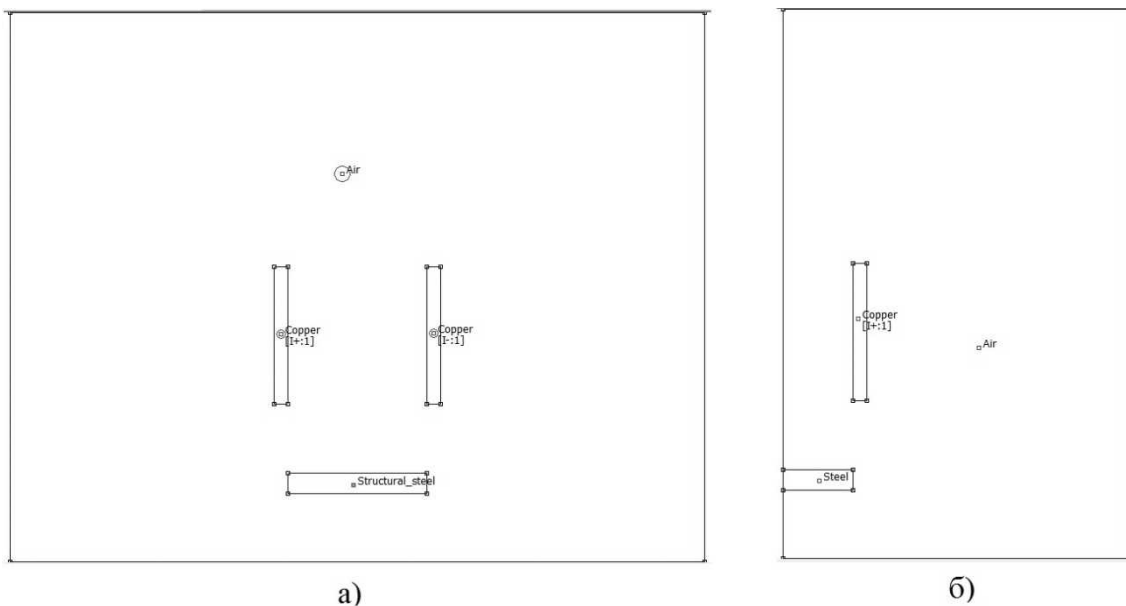 Air
Copper
[I+:1]
Copper
[I-:1]
Structural_steel
а)
Copper
[I+:1]
Air
Steel
б)